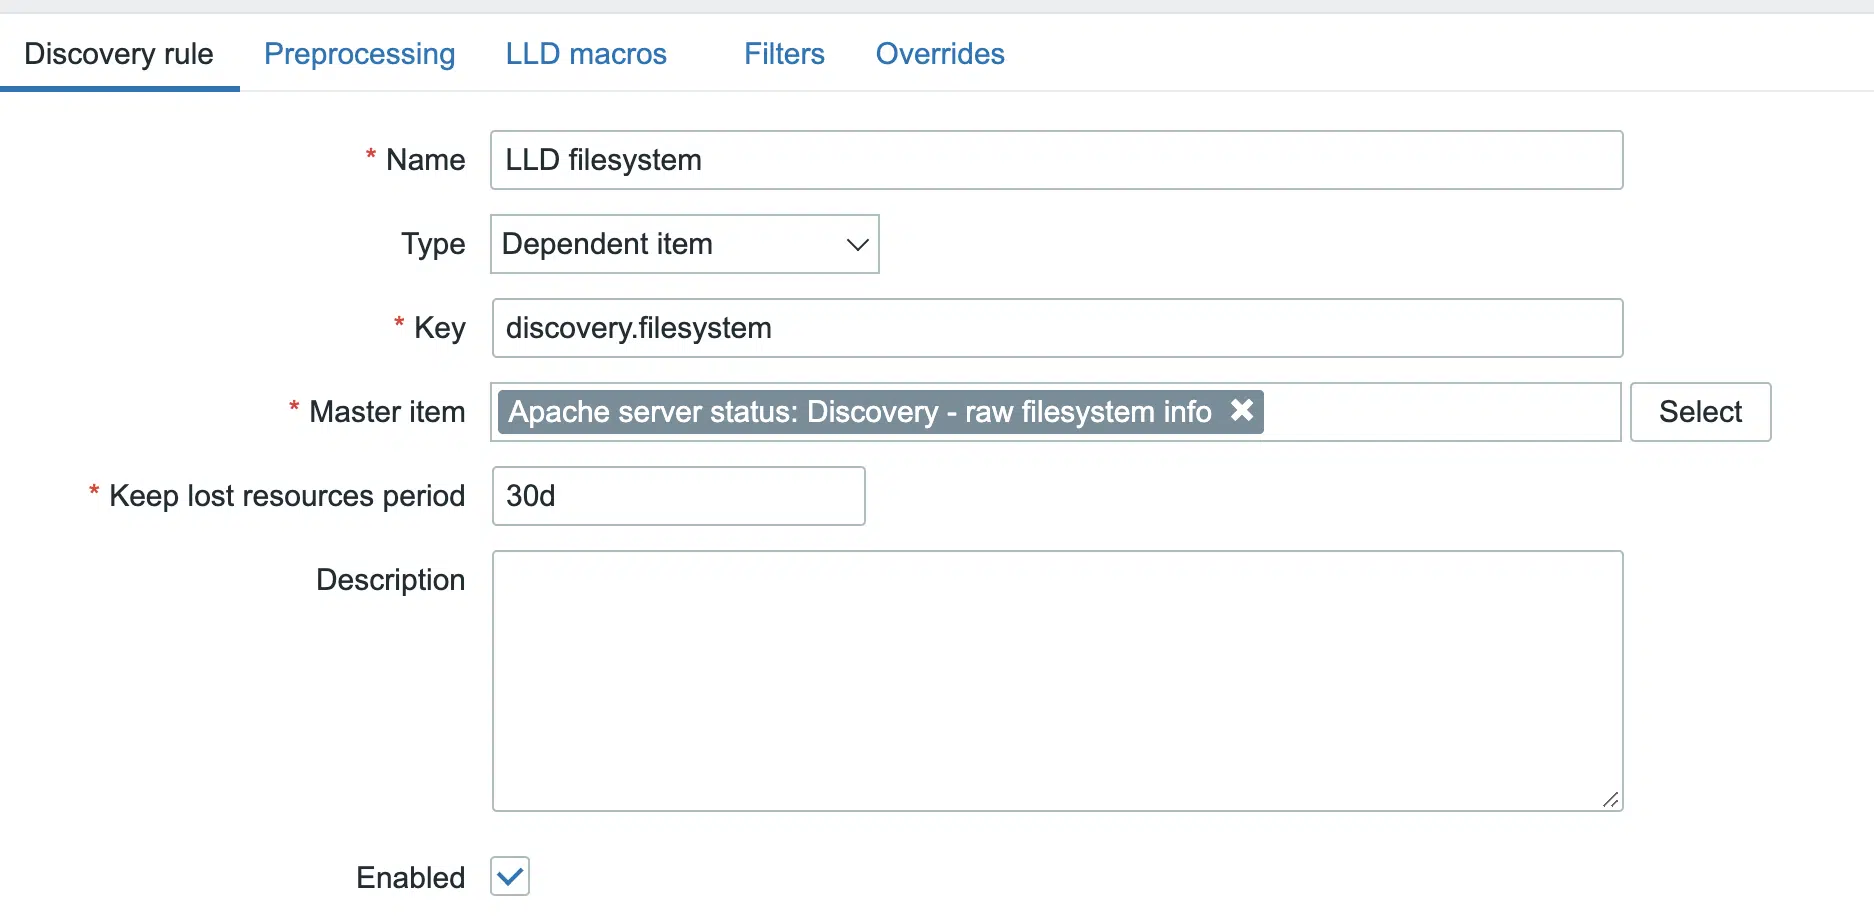 Discovery rule Preprocessing LLD macros Filters Overrides
* Name LLD filesystem
Type Dependent item
* Key discovery.filesystem
* Master item Apache server status: Discovery - raw filesystem info Select
* Keep lost resources period 30d
Description
Enabled